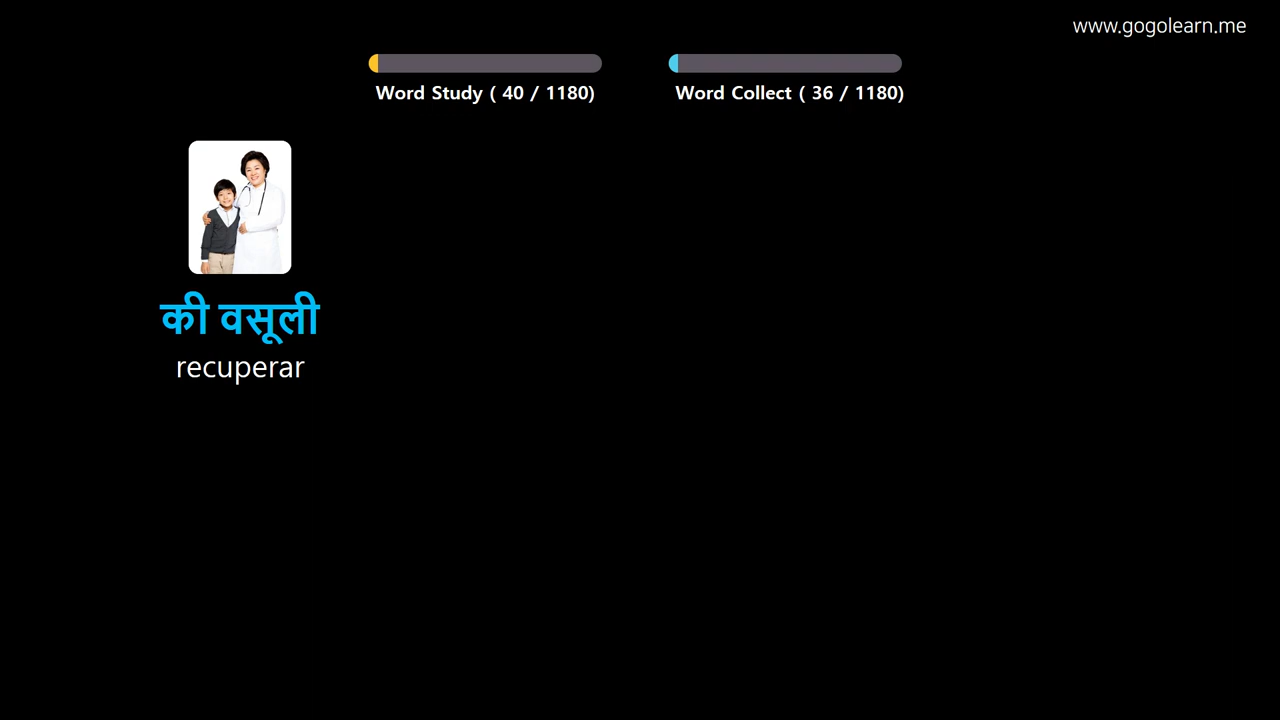 www.gogolearn.me
Word Study ( 40 / 1180)
Word Collect ( 36 / 1180)
की वसूली
recuperar